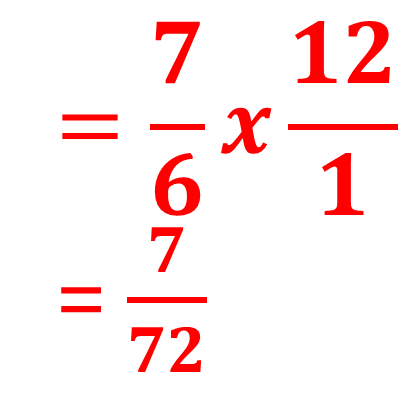 = 7/6 x 12/1
= 7/72